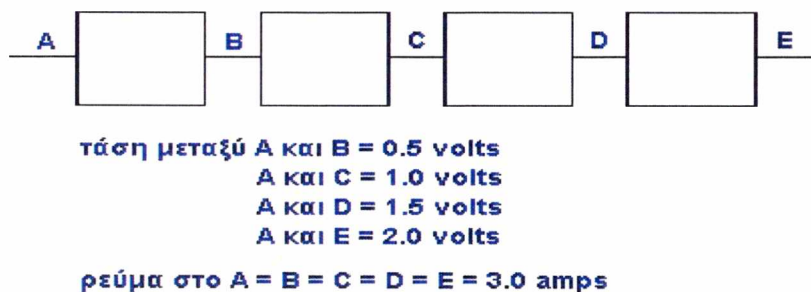 A B C D E
τάση μεταξύ A και B = 0.5 volts
A και C = 1.0 volts
A και D = 1.5 volts
A και E = 2.0 volts
ρεύμα στο A = B = C = D = E = 3.0 amps